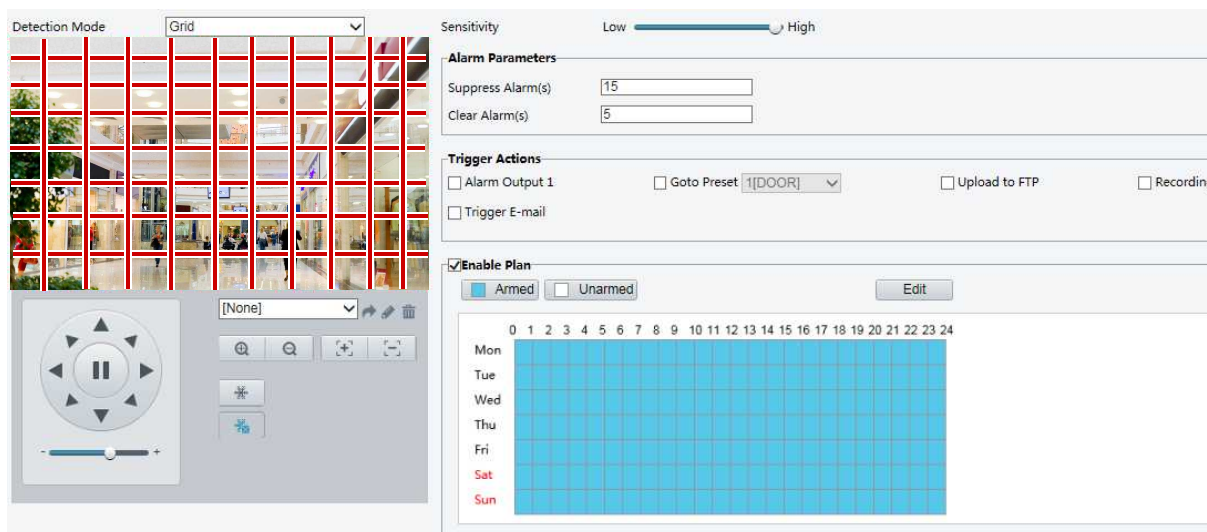 Detection Mode Grid
Sensitivity Low High
Alarm Parameters
Suppress Alarm(s) 15
Clear Alarm(s) 5
Trigger Actions
Alarm Output 1 Goto Preset 1[DOOR] Upload to FTP Recording
Trigger E-mail
Enable Plan
Armed Unarmed Edit
[None]
0 1 2 3 4 5 6 7 8 9 10 11 12 13 14 15 16 17 18 19 20 21 22 23 24
Mon
Tue
Wed
Thu
Fri
Sat
Sun
- +